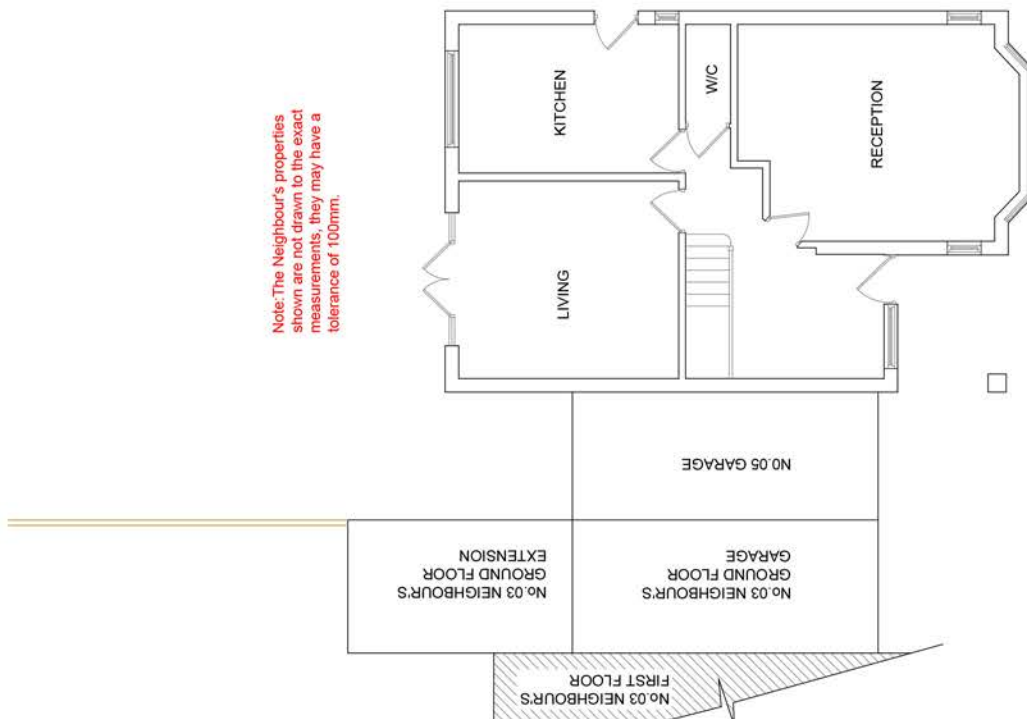 Note:The Neighbour's properties
shown are not drawn to the exact
measurements, they may have a
tolerance of 100mm.
KITCHEN
W/C
RECEPTION
LIVING
N0.05 GARAGE
No.03 NEIGHBOUR'S
GROUND FLOOR
EXTENSION
No.03 NEIGHBOUR'S
GROUND FLOOR
GARAGE
No.03 NEIGHBOUR'S
FIRST FLOOR